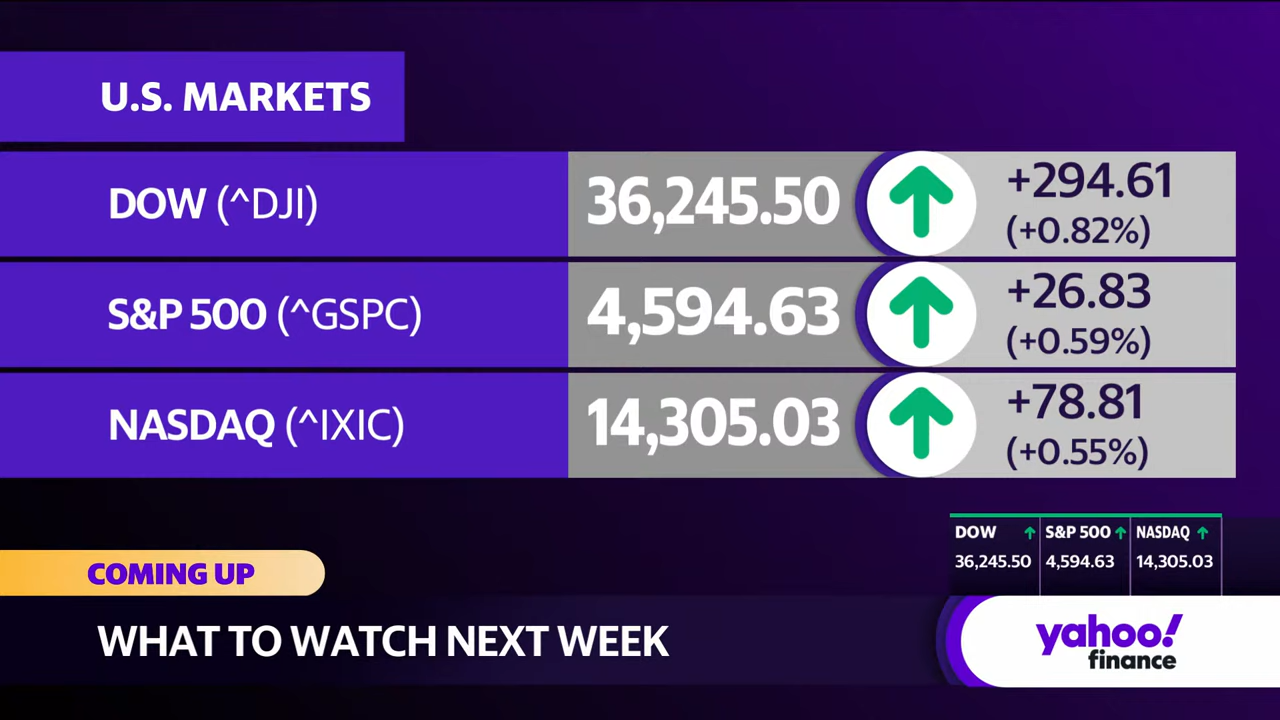 U.S. MARKETS
DOW (^DJI) 36,245.50 +294.61 (+0.82%)
S&P 500 (^GSPC) 4,594.63 +26.83 (+0.59%)
NASDAQ (^IXIC) 14,305.03 +78.81 (+0.55%)
DOW S&P 500 NASDAQ
36,245.50 4,594.63 14,305.03
COMING UP
WHAT TO WATCH NEXT WEEK
yahoo!
finance